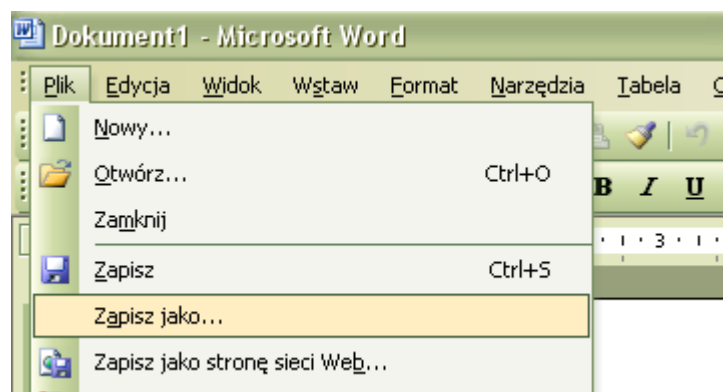 Dokument1 - Microsoft Word
Plik Edycja Widok Wstaw Format Narzędzia Tabela
Nowy...
Otwórz... Ctrl+O
B I U
Zamknij
3
Zapisz Ctrl+S
Zapisz jako...
Zapisz jako stronę sieci Web...